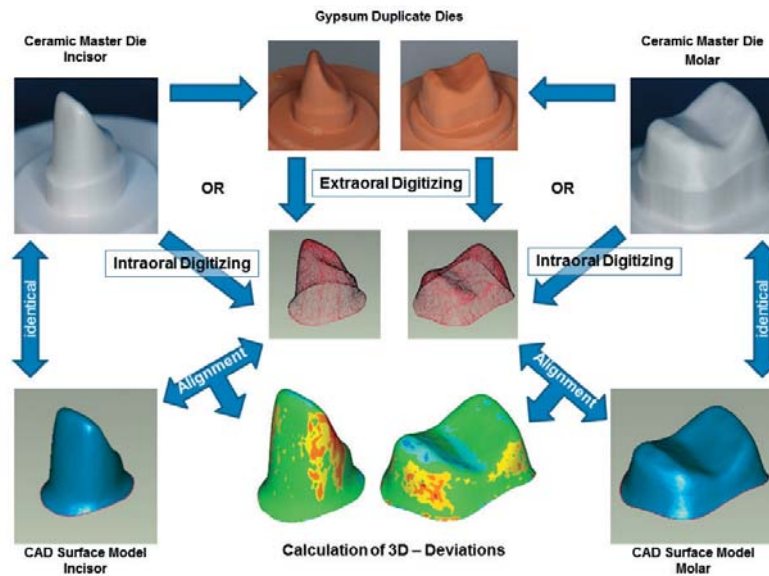 Gypsum Duplicate Dies
Ceramic Master Die
Incisor
Ceramic Master Die
Molar
OR
Extraoral Digitizing
OR
Intraoral Digitizing
Intraoral Digitizing
identical
identical
Alignment
Alignment
CAD Surface Model
Incisor
Calculation of 3D – Deviations
CAD Surface Model
Molar